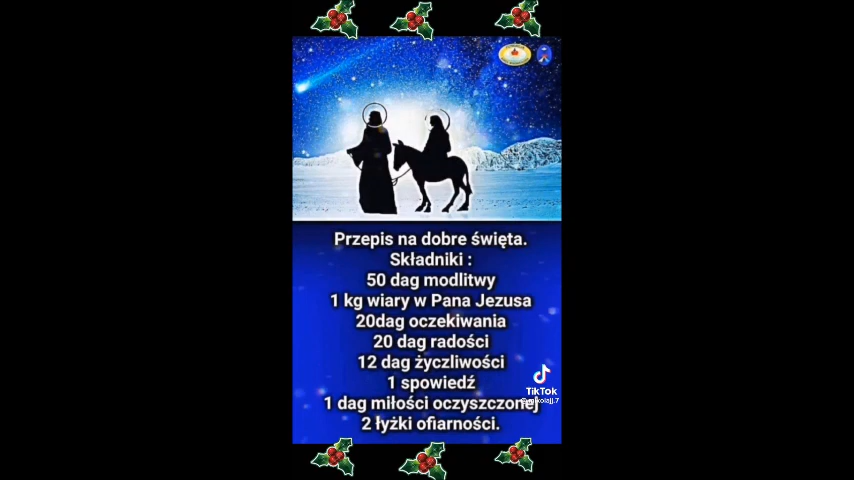 Przepis na dobre święta.
Składniki :
50 dag modlitwy
1 kg wiary w Pana Jezusa
20dag oczekiwania
20 dag radości
12 dag życzliwości
1 spowiedź
1 dag miłości oczyszczonej
2 łyżki ofiarności.
TikTok